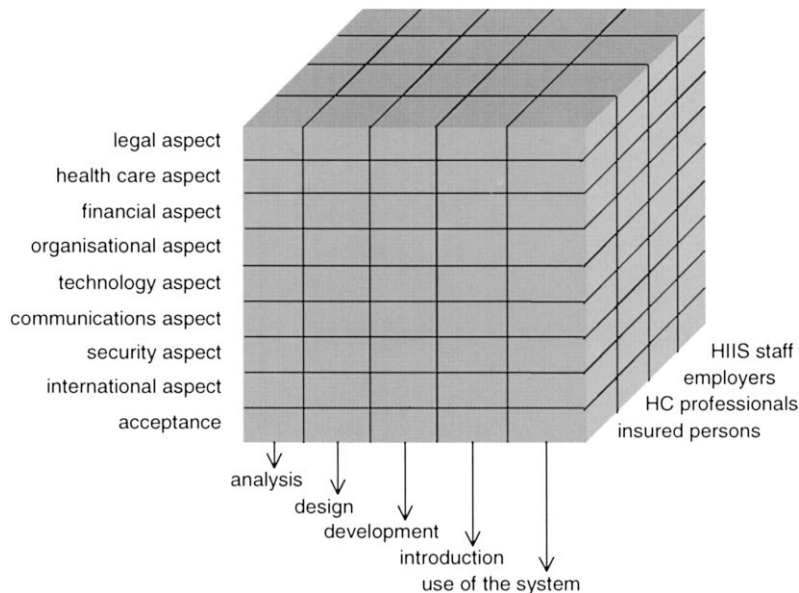 legal aspect
health care aspect
financial aspect
organisational aspect
technology aspect
communications aspect
security aspect
international aspect
acceptance
HIIS staff
employers
HC professionals
insured persons
analysis
design
development
introduction
use of the system